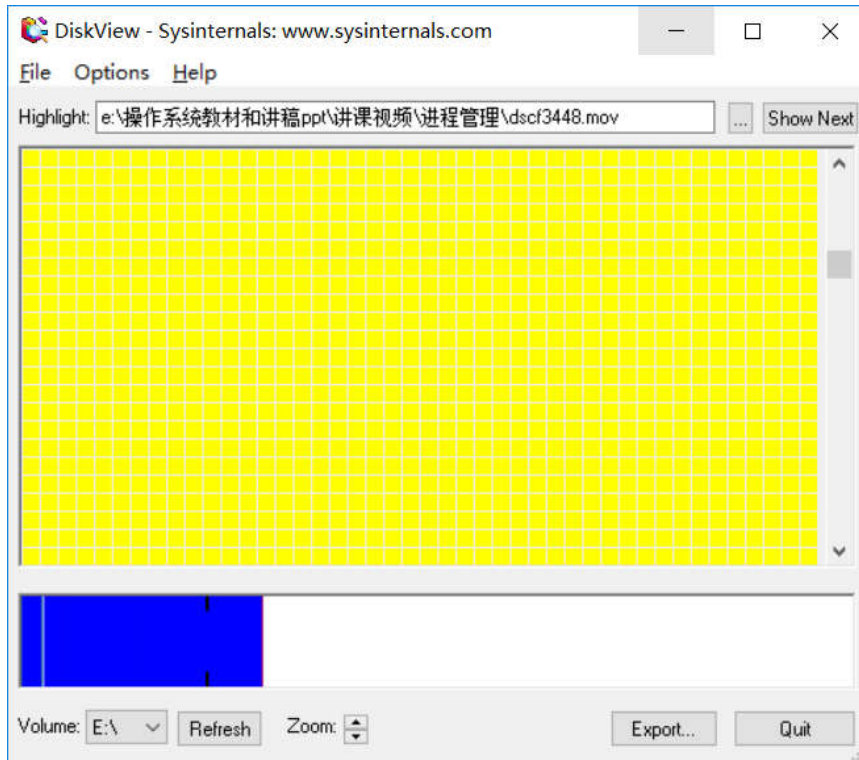 DiskView - Sysinternals: www.sysinternals.com
File Options Help
Highlight: e:\操作系统教材和讲稿ppt\讲课视频\进程管理\dscf3448.mov ... Show Next
Volume: E:\ Refresh Zoom: Export... Quit